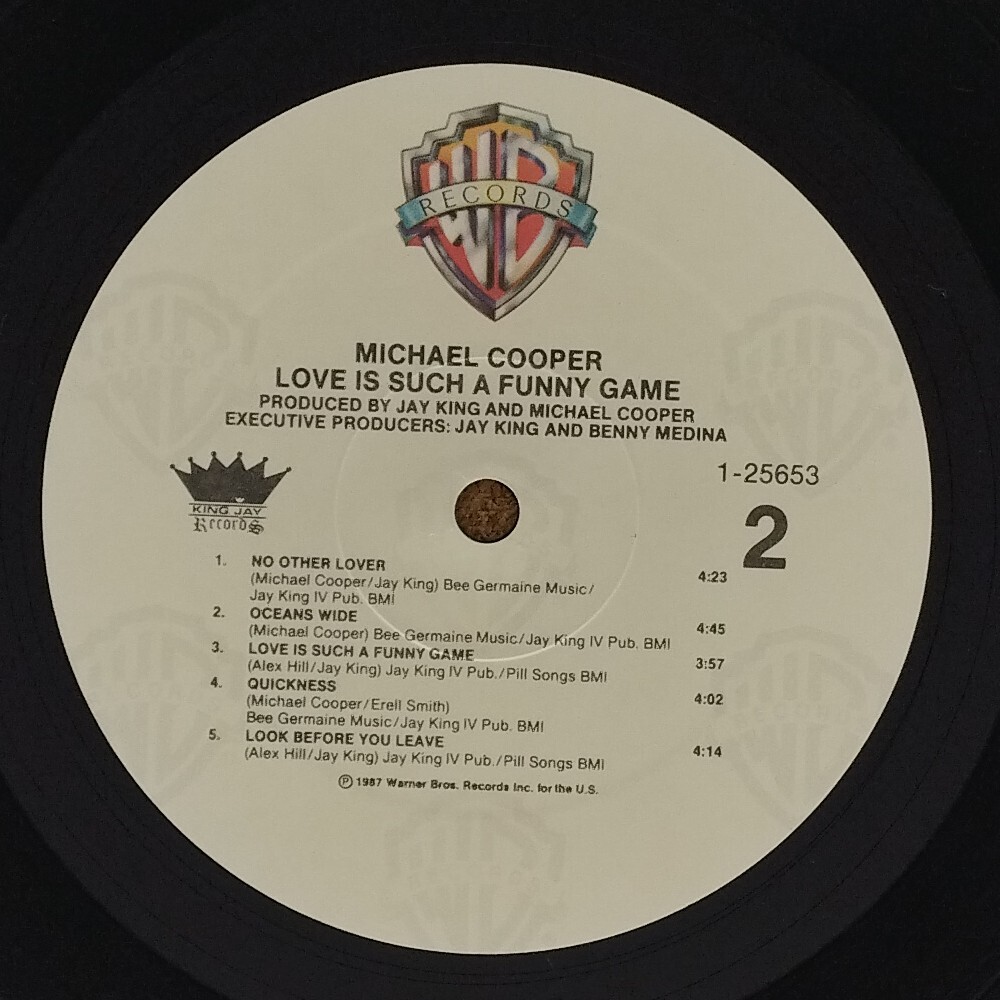 WB
RECORDS
MICHAEL COOPER
LOVE IS SUCH A FUNNY GAME
PRODUCED BY JAY KING AND MICHAEL COOPER
EXECUTIVE PRODUCERS: JAY KING AND BENNY MEDINA
1-25653
KING JAY
Records
2
1. NO OTHER LOVER
(Michael Cooper/Jay King) Bee Germaine Music/ 4:23
Jay King IV Pub. BMI
2. OCEANS WIDE
(Michael Cooper) Bee Germaine Music/Jay King IV Pub. BMI 4:45
3. LOVE IS SUCH A FUNNY GAME
(Alex Hill/Jay King) Jay King IV Pub./Pill Songs BMI 3:57
4. QUICKNESS
(Michael Cooper/Erell Smith) 4:02
Bee Germaine Music/Jay King IV Pub. BMI
5. LOOK BEFORE YOU LEAVE
(Alex Hill/Jay King) Jay King IV Pub./Pill Songs BMI 4:14
℗ 1987 Warner Bros. Records Inc. for the U.S.